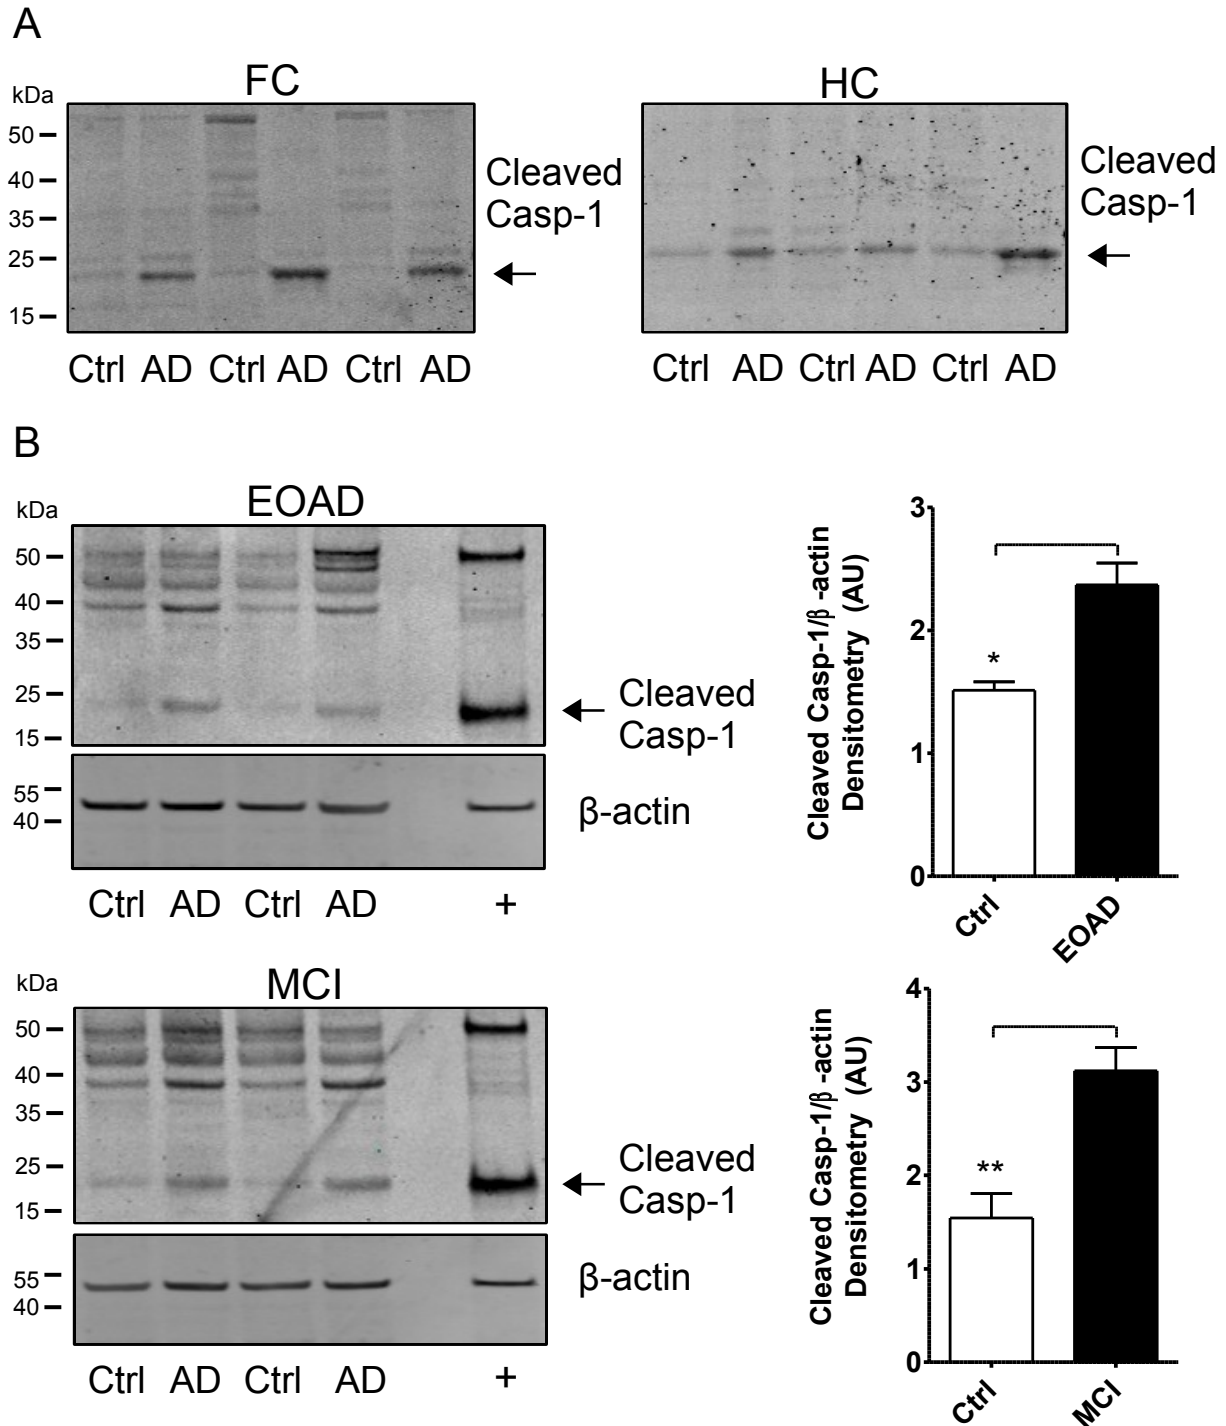 A
FC
HC
kDa
50
40
35
25
15
Cleaved
Casp-1
Cleaved
Casp-1
Ctrl AD Ctrl AD Ctrl AD
Ctrl AD Ctrl AD Ctrl AD
B
EOAD
kDa
50
40
35
25
15
Cleaved
Casp-1
55
40
β-actin
Ctrl AD Ctrl AD +
Cleaved Casp-1/β -actin
Densitometry (AU)
3
2
1
0
*
Ctrl
EOAD
MCI
kDa
50
40
35
25
15
Cleaved
Casp-1
55
40
β-actin
Ctrl AD Ctrl AD +
Cleaved Casp-1/β -actin
Densitometry (AU)
4
3
2
1
0
**
Ctrl
MCI